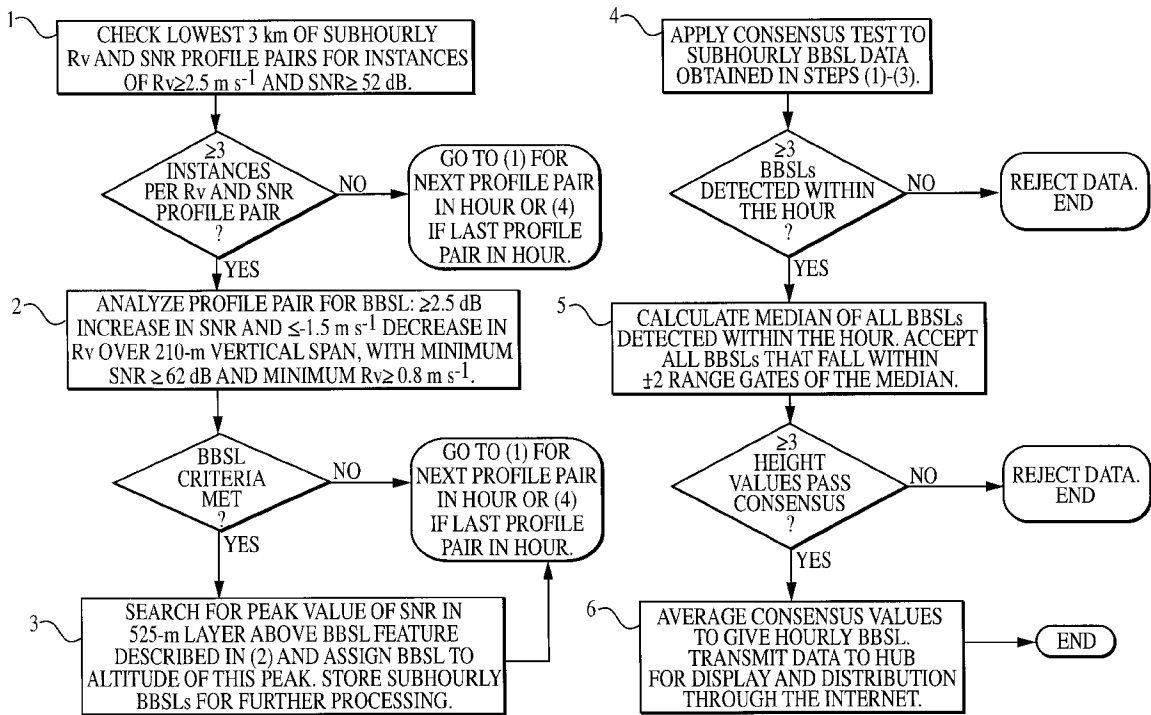 1
CHECK LOWEST 3 km OF SUBHOURLY
Rv AND SNR PROFILE PAIRS FOR INSTANCES
OF Rv≥2.5 m s-1 AND SNR≥ 52 dB.
≥3
INSTANCES
PER Rv AND SNR
PROFILE PAIR
?
NO
GO TO (1) FOR
NEXT PROFILE PAIR
IN HOUR OR (4)
IF LAST PROFILE
PAIR IN HOUR.
YES
2
ANALYZE PROFILE PAIR FOR BBSL: ≥2.5 dB
INCREASE IN SNR AND ≤-1.5 m s-1 DECREASE IN
Rv OVER 210-m VERTICAL SPAN, WITH MINIMUM
SNR ≥ 62 dB AND MINIMUM Rv≥ 0.8 m s-1.
BBSL
CRITERIA
MET
?
NO
GO TO (1) FOR
NEXT PROFILE PAIR
IN HOUR OR (4)
IF LAST PROFILE
PAIR IN HOUR.
YES
3
SEARCH FOR PEAK VALUE OF SNR IN
525-m LAYER ABOVE BBSL FEATURE
DESCRIBED IN (2) AND ASSIGN BBSL TO
ALTITUDE OF THIS PEAK. STORE SUBHOURLY
BBSLs FOR FURTHER PROCESSING.
4
APPLY CONSENSUS TEST TO
SUBHOURLY BBSL DATA
OBTAINED IN STEPS (1)-(3).
≥3
BBSLs
DETECTED WITHIN
THE HOUR
?
NO
REJECT DATA.
END
YES
5
CALCULATE MEDIAN OF ALL BBSLs
DETECTED WITHIN THE HOUR. ACCEPT
ALL BBSLs THAT FALL WITHIN
±2 RANGE GATES OF THE MEDIAN.
≥3
HEIGHT
VALUES PASS
CONSENSUS
?
NO
REJECT DATA.
END
YES
6
AVERAGE CONSENSUS VALUES
TO GIVE HOURLY BBSL.
TRANSMIT DATA TO HUB
FOR DISPLAY AND DISTRIBUTION
THROUGH THE INTERNET.
END